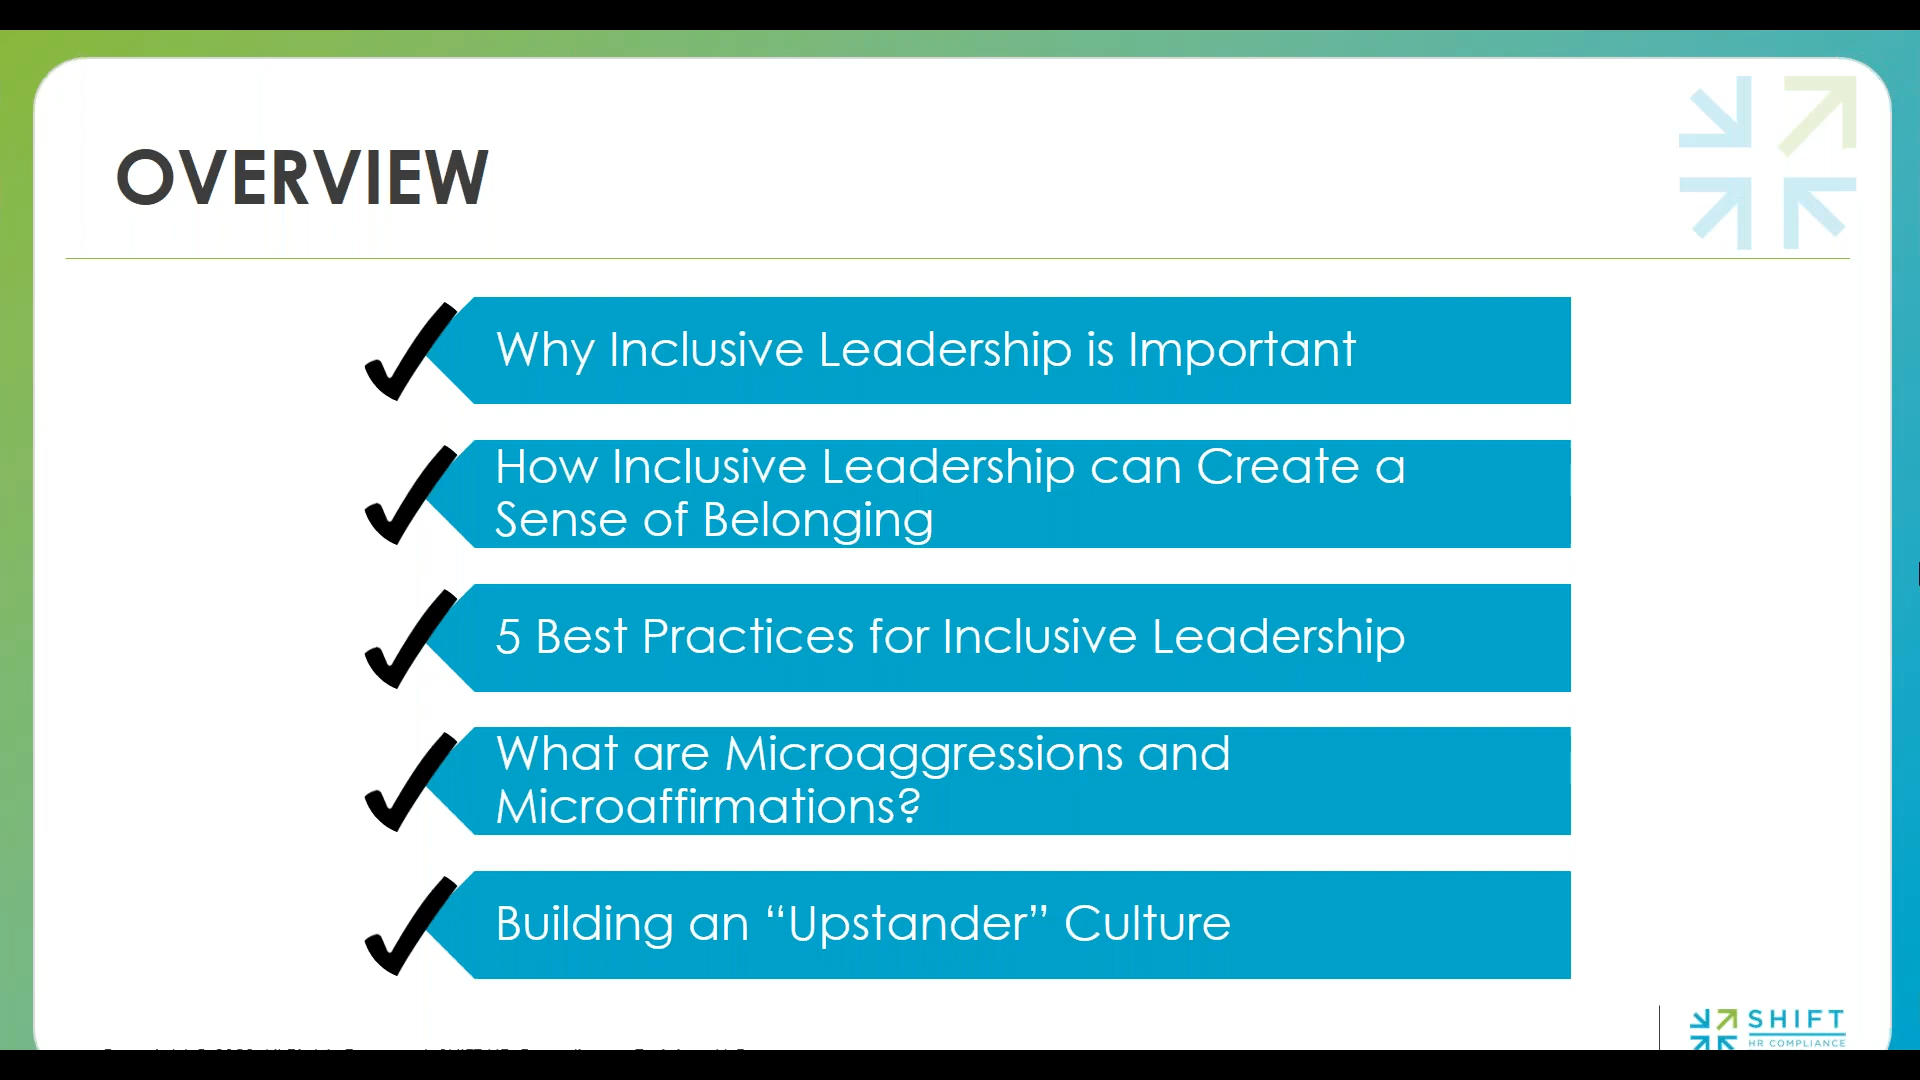 OVERVIEW
Why Inclusive Leadership is Important
How Inclusive Leadership can Create a
Sense of Belonging
5 Best Practices for Inclusive Leadership
What are Microaggressions and
Microaffirmations?
Building an “Upstander” Culture
SHIFT
HR COMPLIANCE